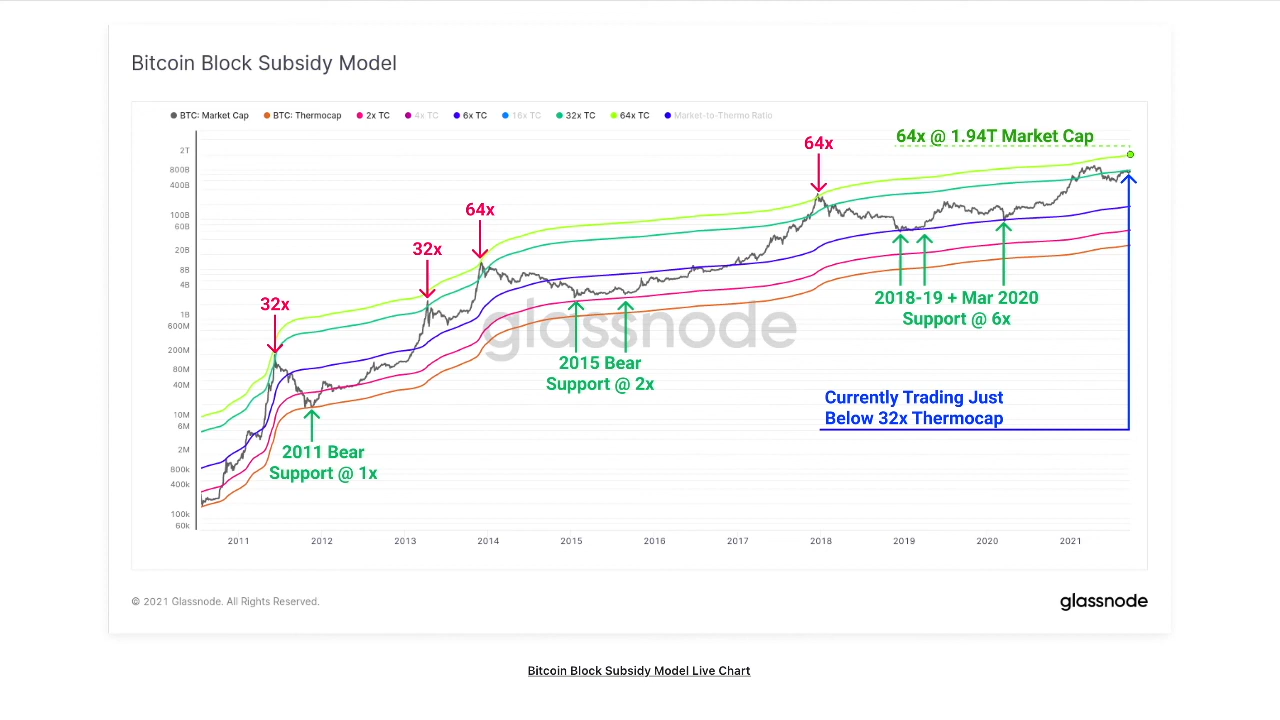 Bitcoin Block Subsidy Model
BTC: Market Cap BTC: Thermocap 2x TC 4x TC 6x TC 16x TC 32x TC 64x TC Market-to-Thermo Ratio
64x @ 1.94T Market Cap
64x
2T
800B
400B
64x
100B
60B
32x
20B
8B
4B
2018-19 + Mar 2020
Support @ 6x
32x
1B
600M
glassnode
200M
2015 Bear
Support @ 2x
80M
40M
Currently Trading Just
Below 32x Thermocap
10M
6M
2011 Bear
Support @ 1x
2M
800k
400k
100k
60k
2011 2012 2013 2014 2015 2016 2017 2018 2019 2020 2021
© 2021 Glassnode. All Rights Reserved.
glassnode
Bitcoin Block Subsidy Model Live Chart